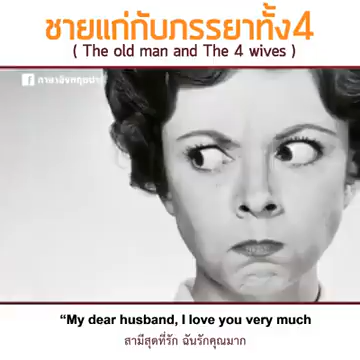 ชายแก่กับภรรยาทั้ง4
( The old man and The 4 wives )
“My dear husband, I love you very much
สามีสุดที่รัก ฉันรักคุณมาก